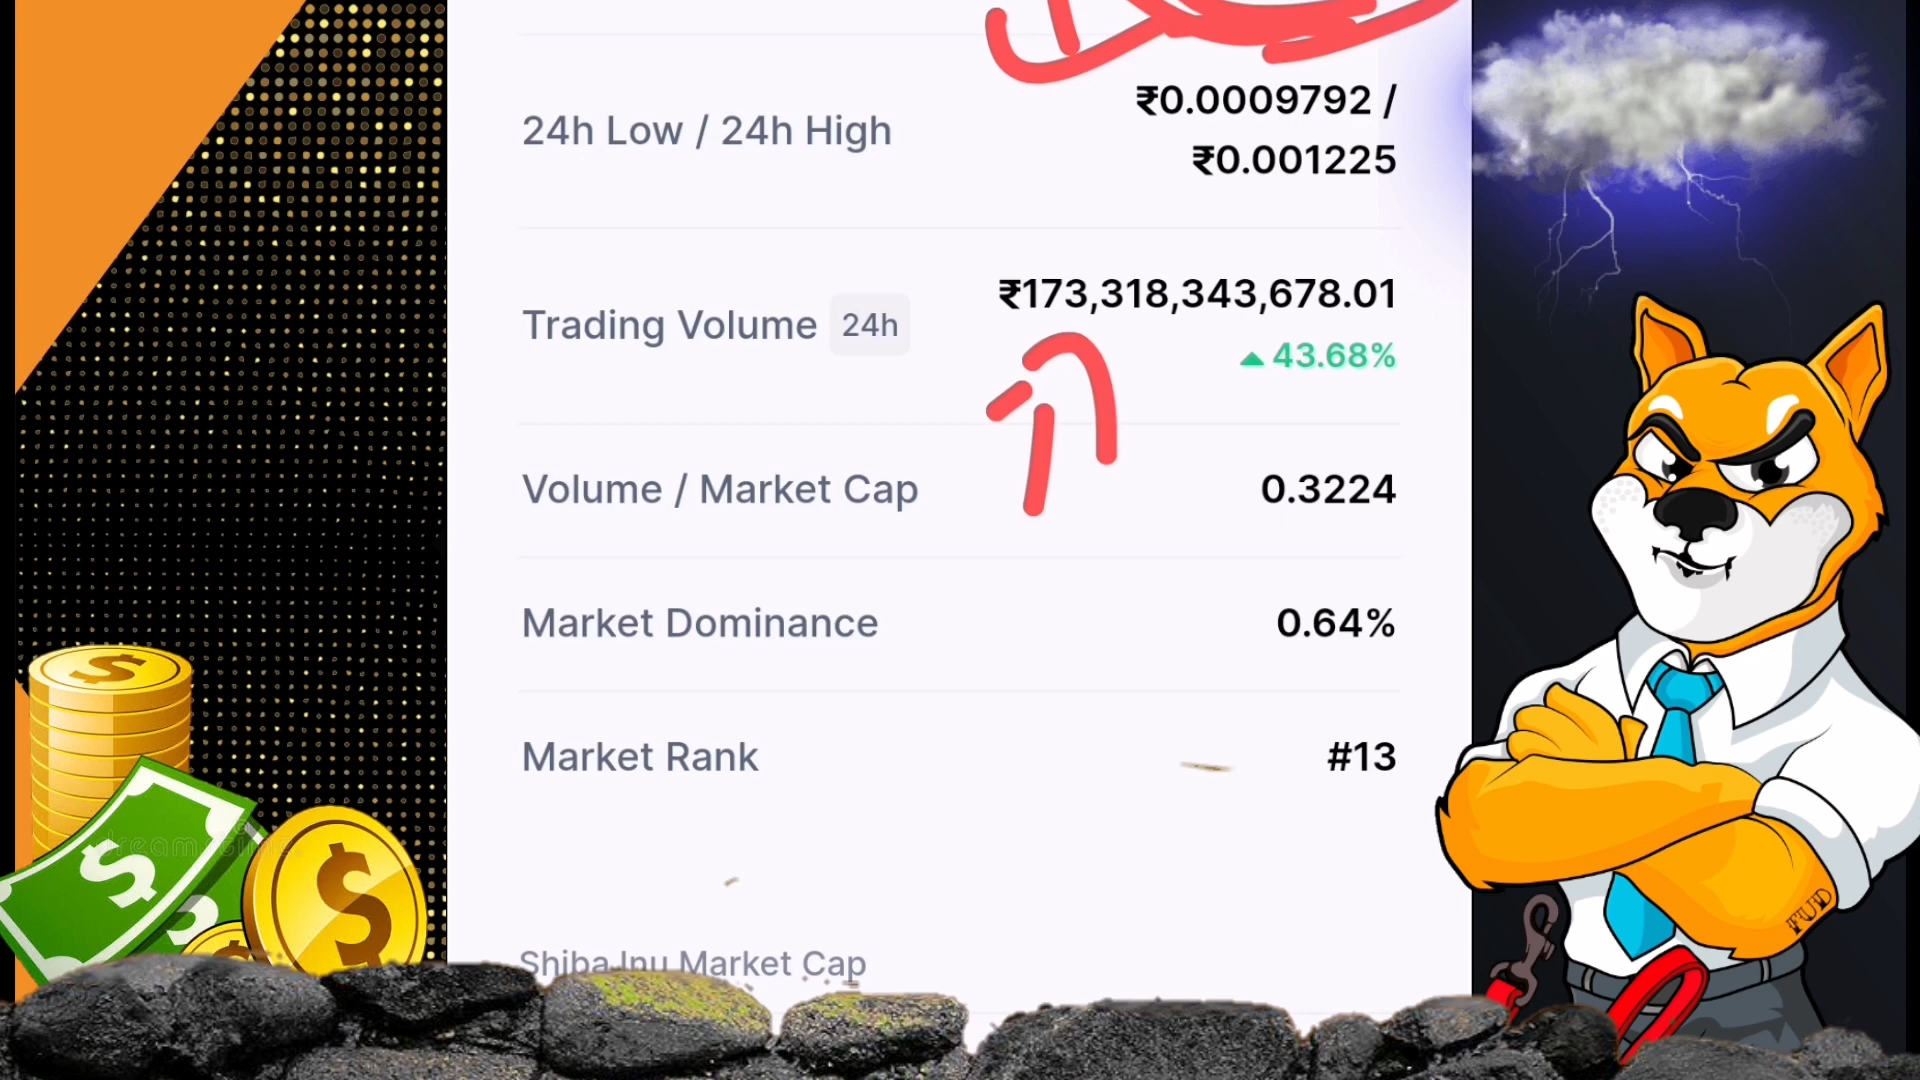 24h Low / 24h High
₹0.0009792 /
₹0.001225
Trading Volume 24h
₹173,318,343,678.01
43.68%
Volume / Market Cap
0.3224
Market Dominance
0.64%
Market Rank
#13
Shiba Inu Market Cap
FUD